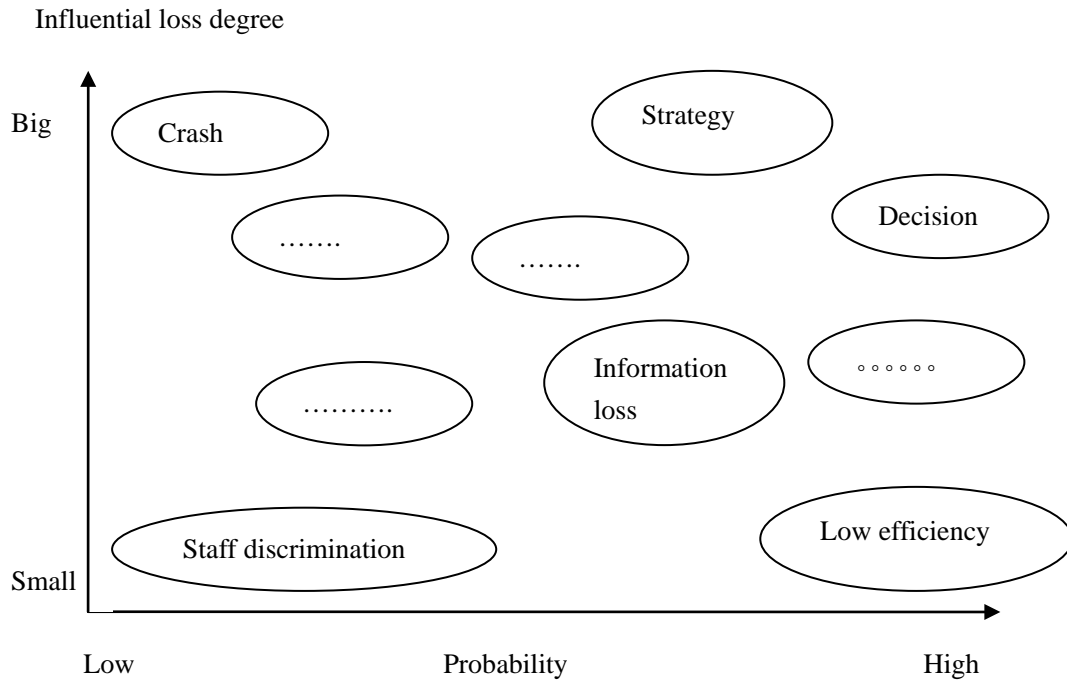 Influential loss degree
Big
Crash
Strategy
Decision
…….
…….
Information
loss
。。。。。。
……….
Staff discrimination
Low efficiency
Small
Low
Probability
High